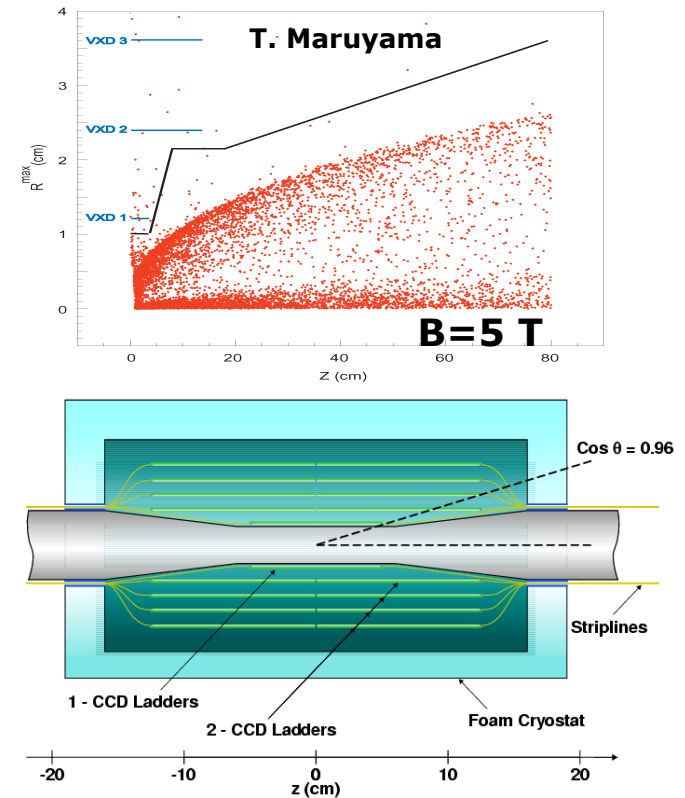 4
VXD 3
T. Maruyama
3
VXD 2
2
R^max (cm)
VXD 1
1
0
B=5 T
0
20
40
60
80
Z (cm)
Cos θ = 0.96
Striplines
1 - CCD Ladders
2 - CCD Ladders
Foam Cryostat
-20
-10
0
10
20
z (cm)